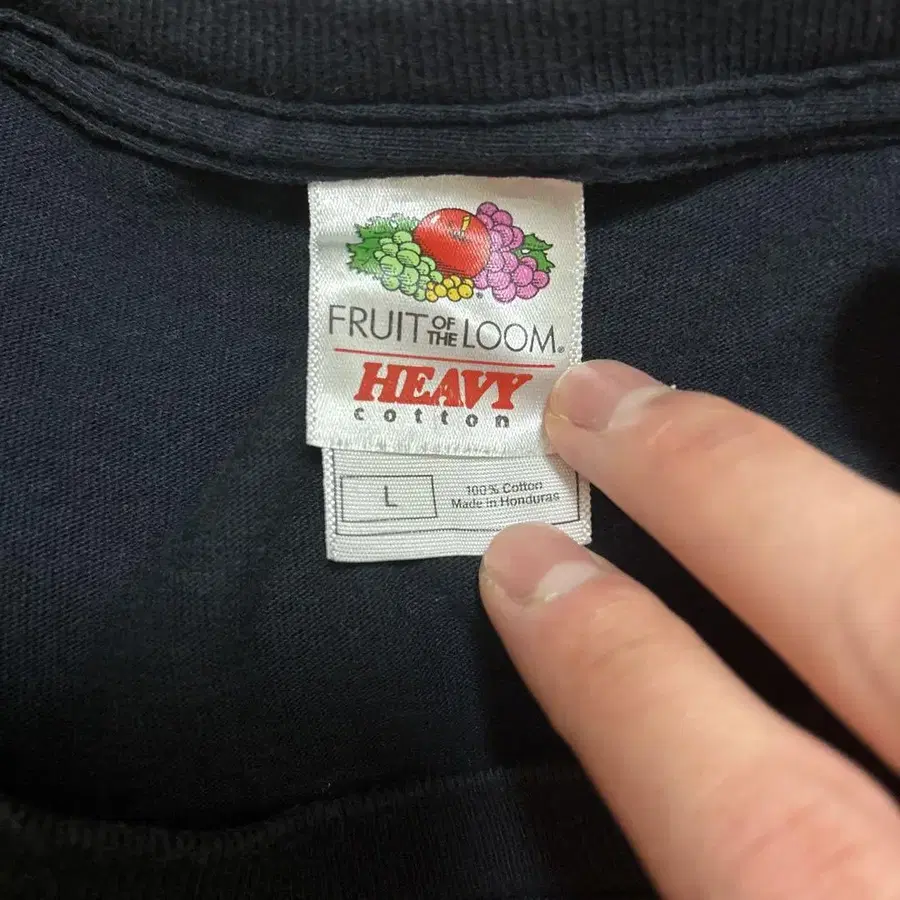 FRUIT OF THE LOOM®
HEAVY
cotton
L
100% Cotton
Made in Honduras